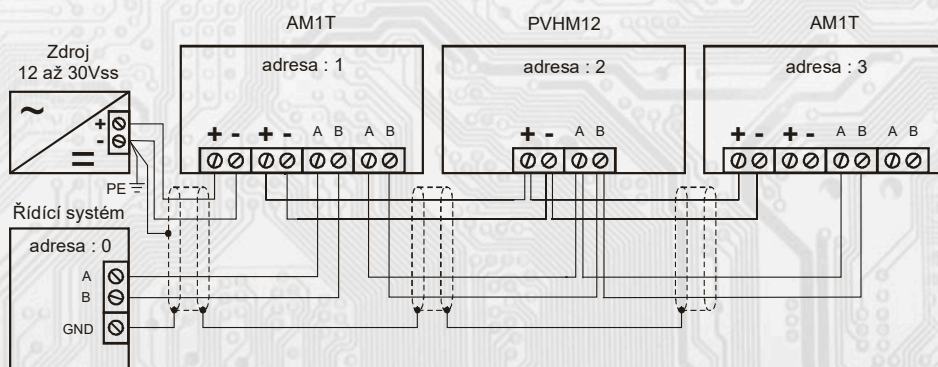 AM1T
PVHM12
AM1T
Zdroj
12 až 30Vss
adresa : 1
adresa : 2
adresa : 3
~
=
+
-
+ - + - A B A B
+ - A B
+ - + - A B A B
PE
Řídící systém
adresa : 0
A
B
GND